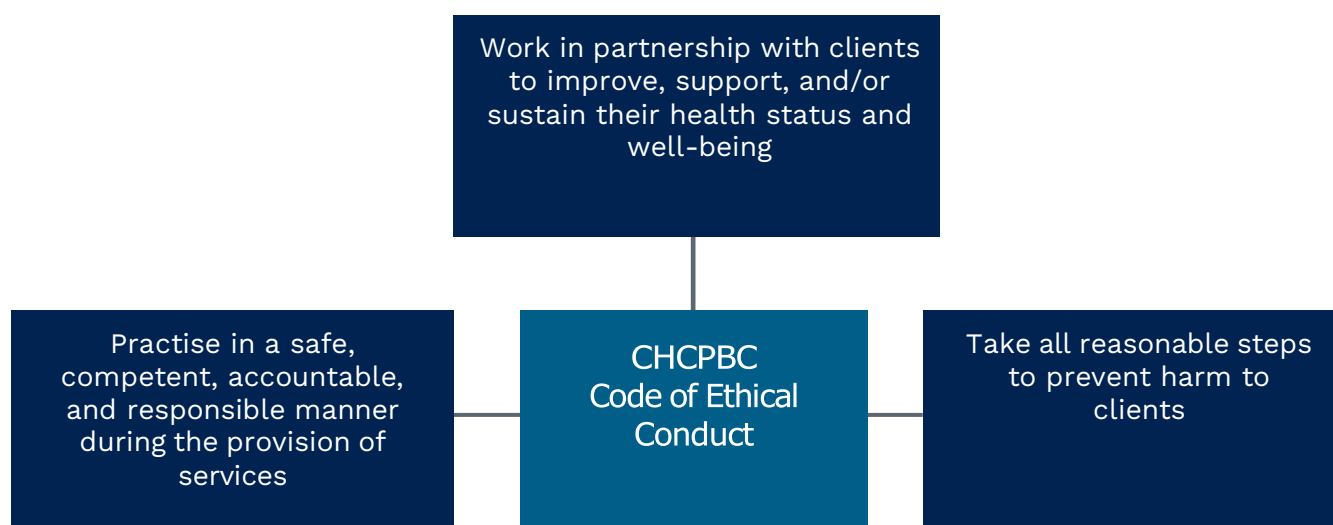 Work in partnership with clients
to improve, support, and/or
sustain their health status and
well-being
Practise in a safe,
competent, accountable,
and responsible manner
during the provision of
services
CHCPBC
Code of Ethical
Conduct
Take all reasonable steps
to prevent harm to
clients